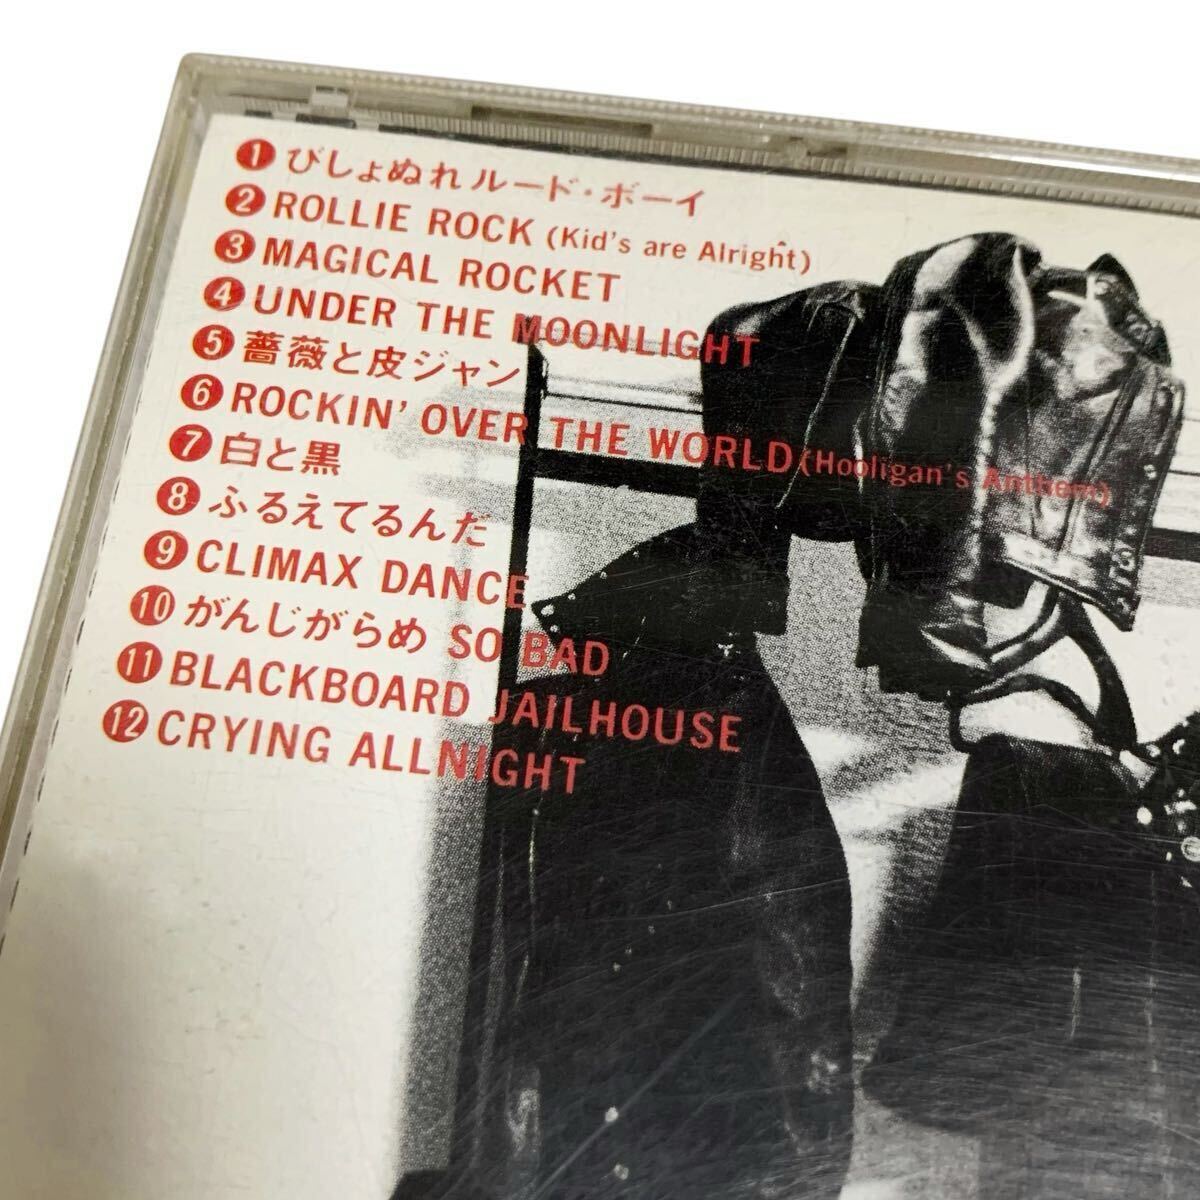 ❶ びしょぬれルード・ボーイ
❷ ROLLIE ROCK (Kid's are Alright)
❸ MAGICAL ROCKET
❹ UNDER THE MOONLIGHT
❺ 薔薇と皮ジャン
❻ ROCKIN' OVER THE WORLD (Hooligan's Anthem)
❼ 白と黒
❽ ふるえてるんだ
❾ CLIMAX DANCE
❿ がんじがらめ SO BAD
⓫ BLACKBOARD JAILHOUSE
⓬ CRYING ALLNIGHT